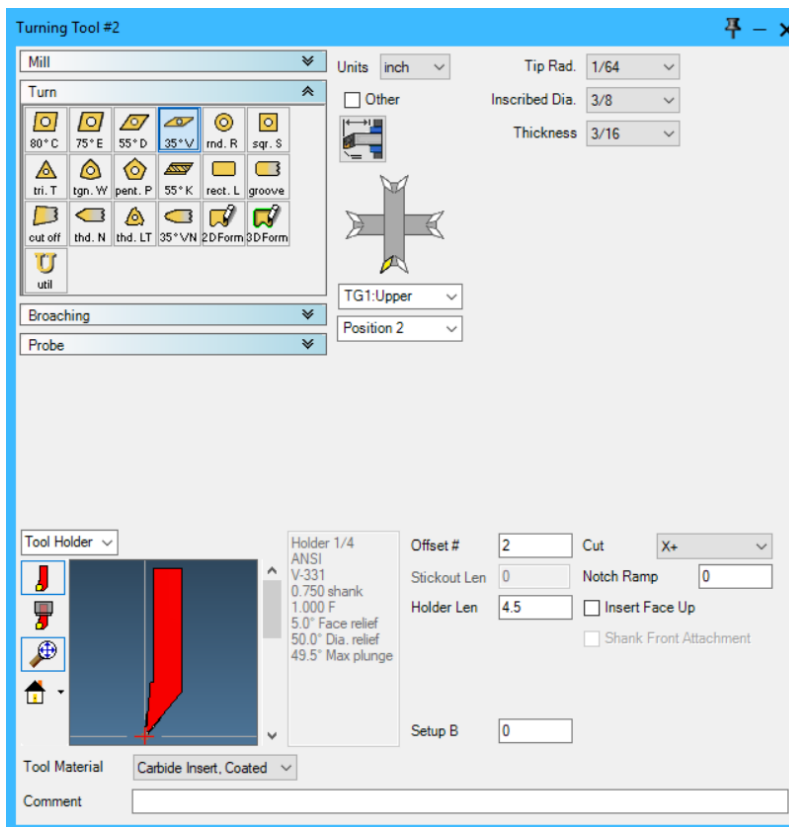 Turning Tool #2
Mill
Turn
80° C 75° E 55° D 35° V rnd. R sqr. S
tri. T tgn. W pent. P 55° K rect. L groove
cut off thd. N thd. LT 35° VN 2DForm 3DForm
util
Broaching
Probe
Units inch
Other
TG1:Upper
Position 2
Tip Rad. 1/64
Inscribed Dia. 3/8
Thickness 3/16
Tool Holder
Holder 1/4
ANSI
V-331
0.750 shank
1.000 F
5.0° Face relief
50.0° Dia. relief
49.5° Max plunge
Offset # 2
Stickout Len 0
Holder Len 4.5
Setup B 0
Cut X+
Notch Ramp 0
Insert Face Up
Shank Front Attachment
Tool Material Carbide Insert, Coated
Comment